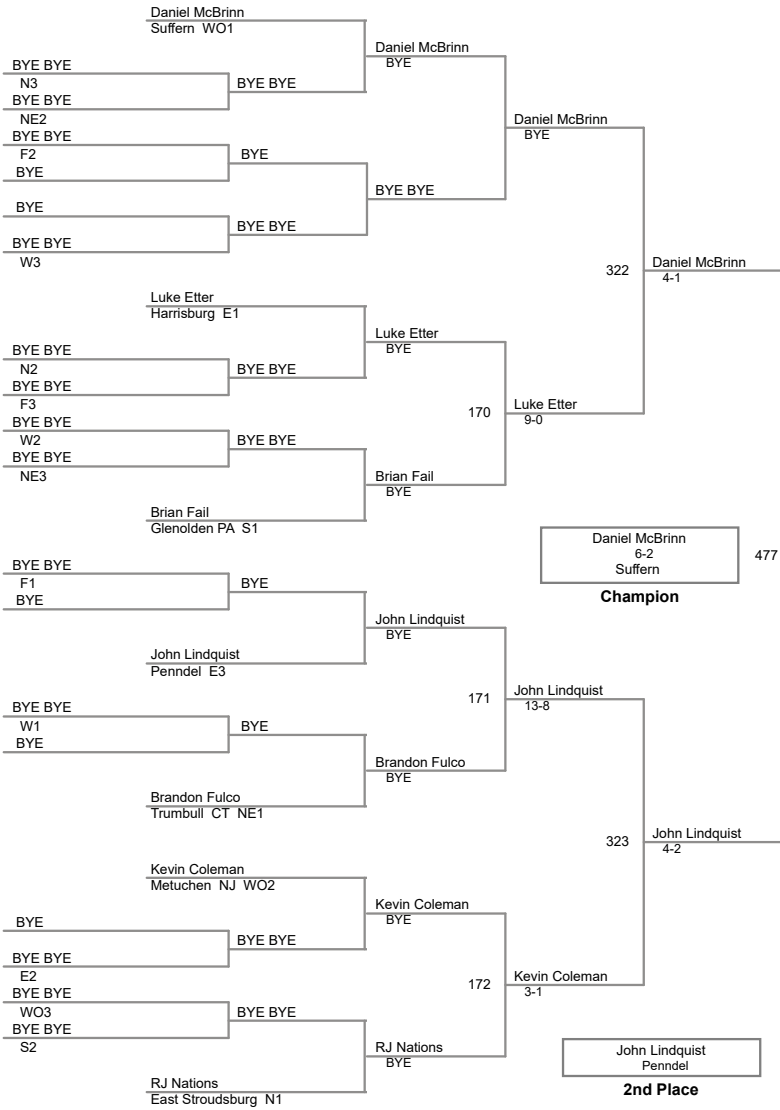 Daniel McBrinn
Suffern  WO1
Daniel McBrinn
BYE
BYE BYE
N3
BYE BYE
BYE BYE
NE2
Daniel McBrinn
BYE
BYE BYE
F2
BYE
BYE
BYE BYE
BYE
BYE BYE
BYE BYE
W3
322
Daniel McBrinn
4-1
Luke Etter
Harrisburg  E1
Luke Etter
BYE
BYE BYE
N2
BYE BYE
BYE BYE
F3
170
Luke Etter
9-0
BYE BYE
W2
BYE BYE
BYE BYE
NE3
Brian Fail
BYE
Brian Fail
Glenolden PA  S1
Daniel McBrinn
6-2
Suffern
477
Champion
BYE BYE
F1
BYE
BYE
John Lindquist
BYE
John Lindquist
Penndel  E3
171
John Lindquist
13-8
BYE BYE
W1
BYE
BYE
Brandon Fulco
BYE
Brandon Fulco
Trumbull  CT  NE1
323
John Lindquist
4-2
Kevin Coleman
Metuchen  NJ  WO2
Kevin Coleman
BYE
BYE
BYE BYE
BYE BYE
E2
172
Kevin Coleman
3-1
BYE BYE
WO3
BYE BYE
BYE BYE
S2
RJ Nations
BYE
RJ Nations
East Stroudsburg  N1
John Lindquist
Penndel
2nd Place